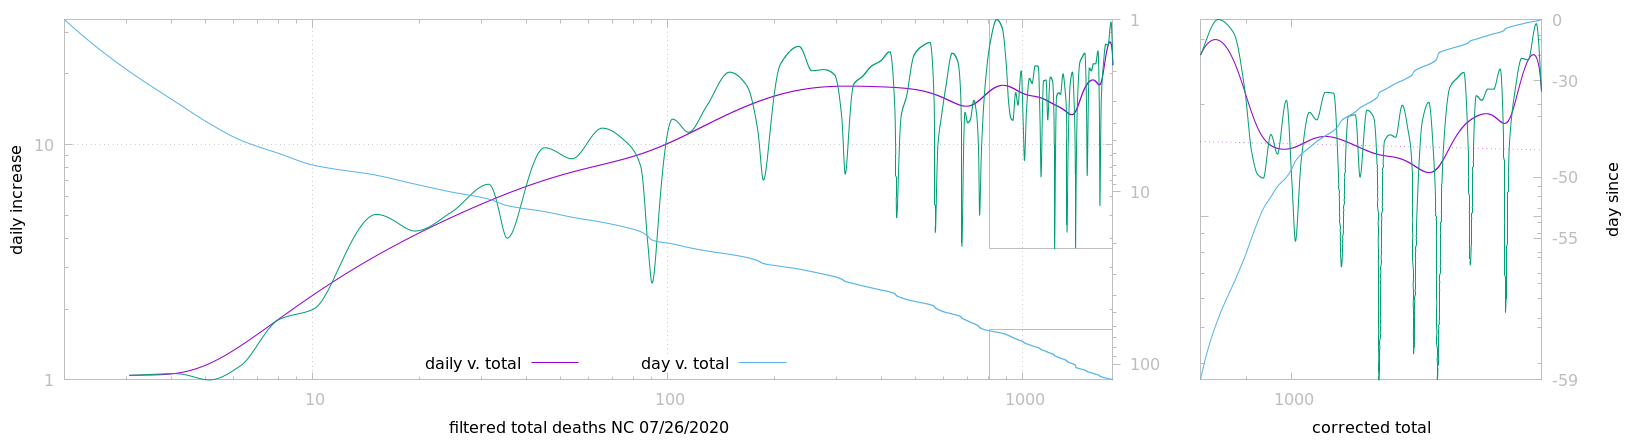 daily increase
10
1
10
100
1000
1
10
100
daily v. total
day v. total
filtered total deaths NC 07/26/2020
1000
0
-30
-50
-55
-59
day since
corrected total